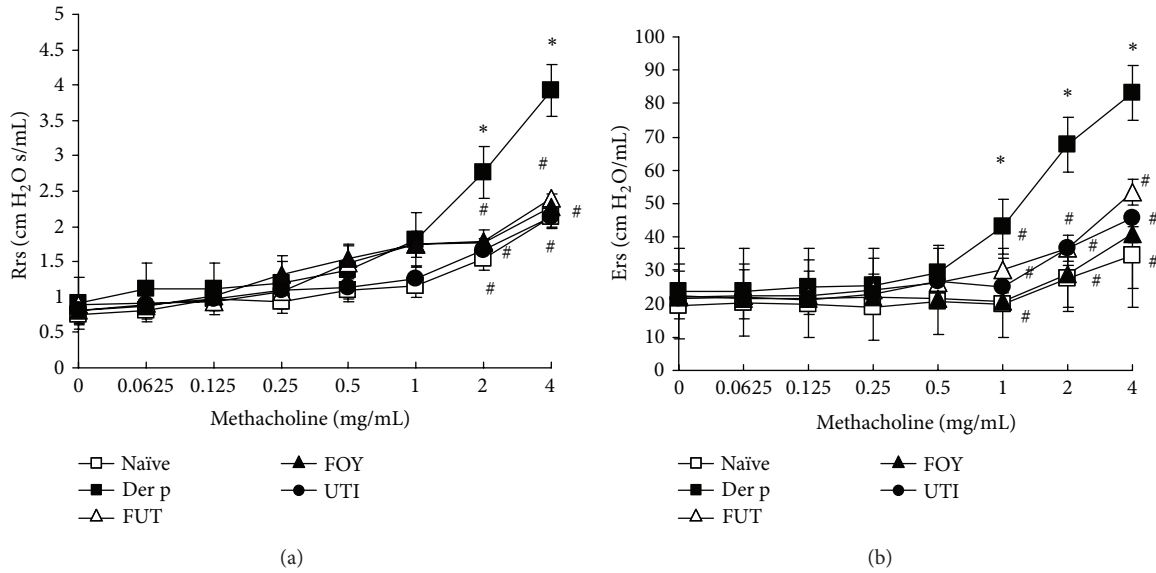 5
4.5
4
3.5
3
2.5
2
1.5
1
0.5
0
Rrs (cm H₂O s/mL)
*
*
#
#
#
#
#
#
0 0.0625 0.125 0.25 0.5 1 2 4
Methacholine (mg/mL)
Naïve
Der p
FUT
FOY
UTI
(a)
100
90
80
70
60
50
40
30
20
10
0
Ers (cm H₂O/mL)
*
*
*
#
#
#
#
#
#
#
#
#
0 0.0625 0.125 0.25 0.5 1 2 4
Methacholine (mg/mL)
Naïve
Der p
FUT
FOY
UTI
(b)